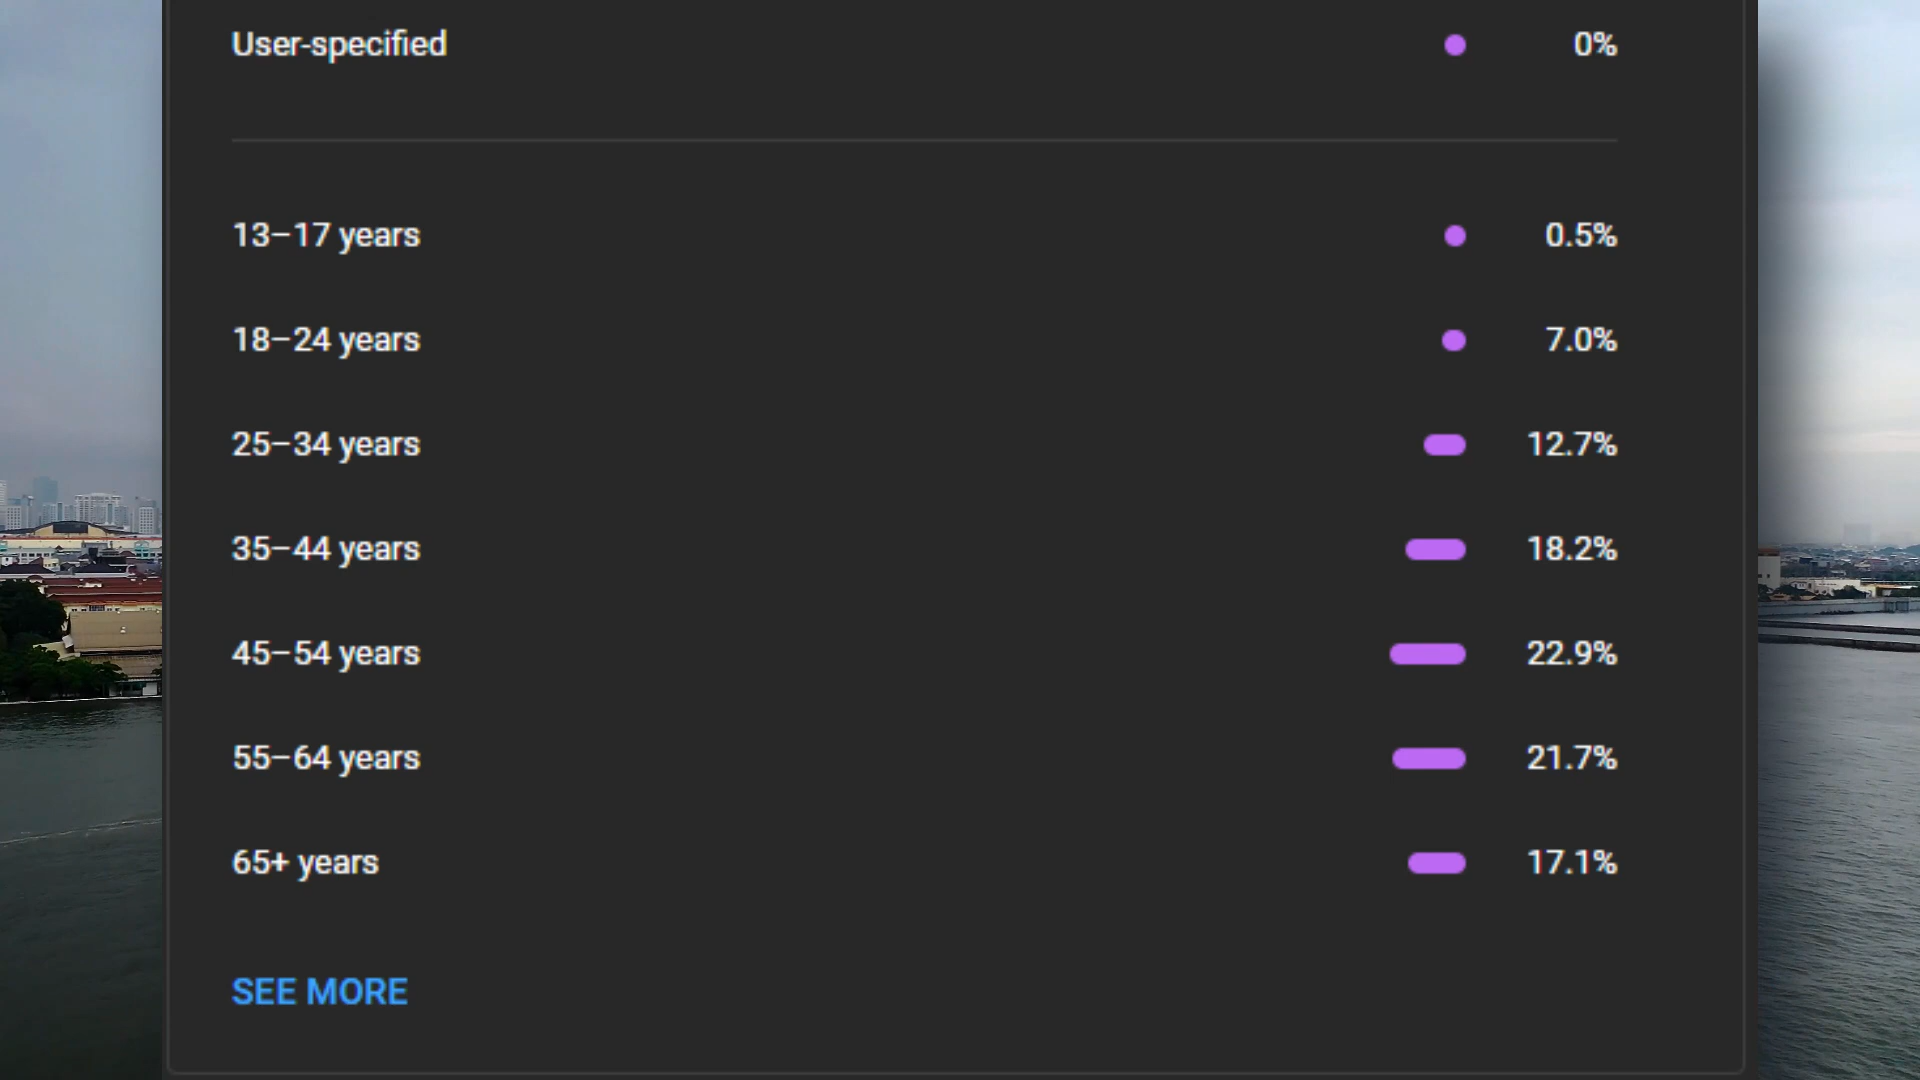 User-specified 0%
13–17 years 0.5%
18–24 years 7.0%
25–34 years 12.7%
35–44 years 18.2%
45–54 years 22.9%
55–64 years 21.7%
65+ years 17.1%
SEE MORE